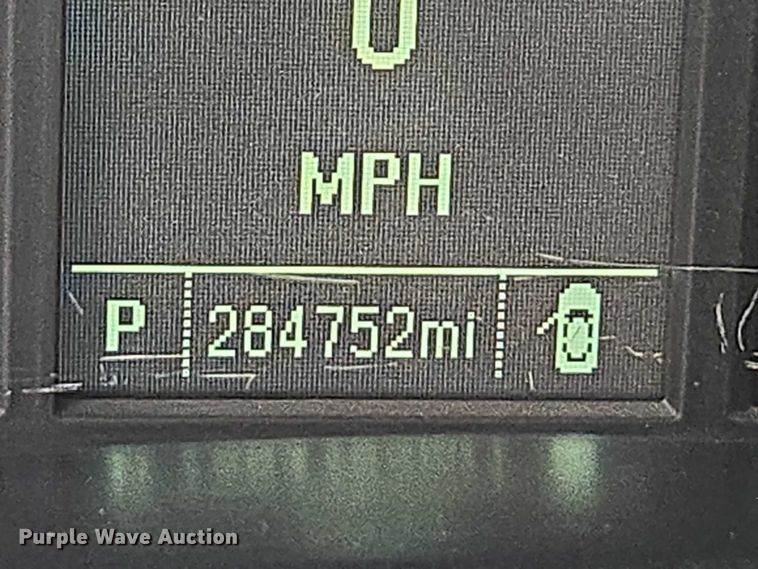 0
MPH
P 284752mi
Purple Wave Auction